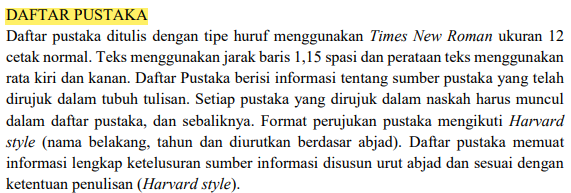 DAFTAR PUSTAKA
Daftar pustaka ditulis dengan tipe huruf menggunakan Times New Roman ukuran 12
cetak normal. Teks menggunakan jarak baris 1,15 spasi dan perataan teks menggunakan
rata kiri dan kanan. Daftar Pustaka berisi informasi tentang sumber pustaka yang telah
dirujuk dalam tubuh tulisan. Setiap pustaka yang dirujuk dalam naskah harus muncul
dalam daftar pustaka, dan sebaliknya. Format perujukan pustaka mengikuti Harvard
style (nama belakang, tahun dan diurutkan berdasar abjad). Daftar pustaka memuat
informasi lengkap ketelusuran sumber informasi disusun urut abjad dan sesuai dengan
ketentuan penulisan (Harvard style).